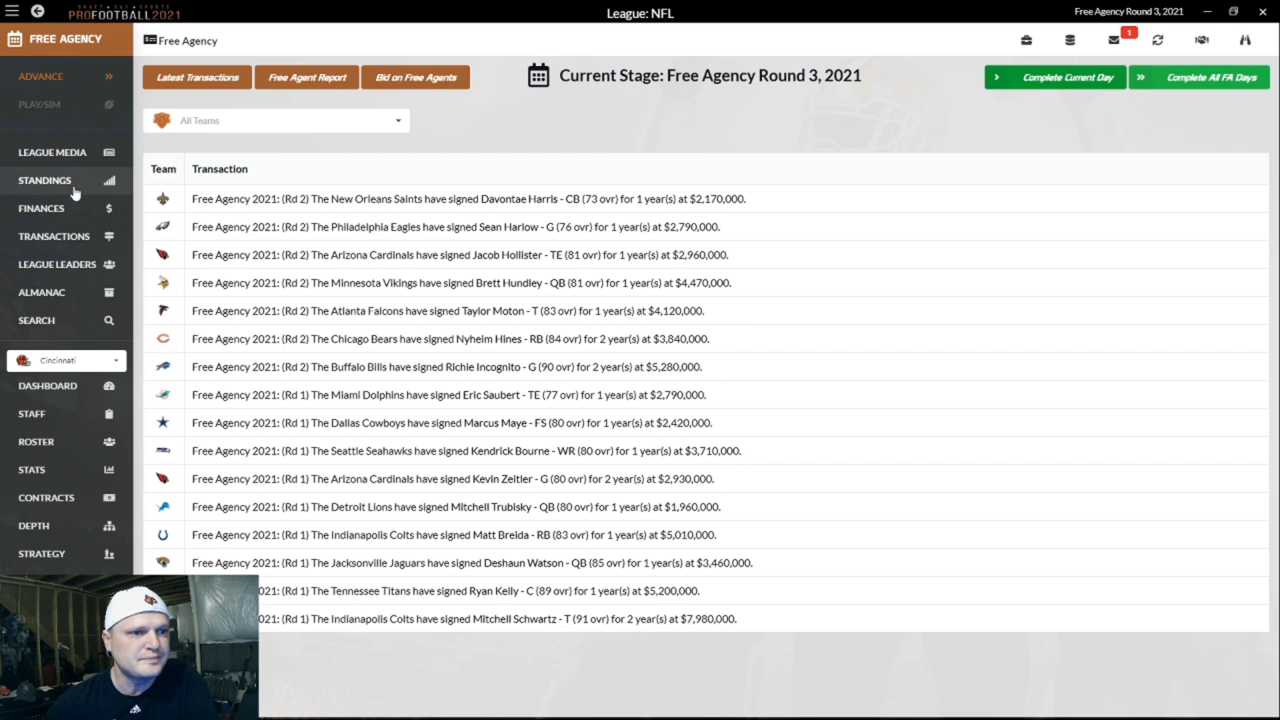 DRAFT DAY SPORTS
PROFOOTBALL2021
League: NFL
Free Agency Round 3, 2021
FREE AGENCY
Free Agency
1
ADVANCE
PLAY/SIM
LEAGUE MEDIA
STANDINGS
FINANCES
TRANSACTIONS
LEAGUE LEADERS
ALMANAC
SEARCH
Cincinnati
DASHBOARD
STAFF
ROSTER
STATS
CONTRACTS
DEPTH
STRATEGY
Latest Transactions
Free Agent Report
Bid on Free Agents
Current Stage: Free Agency Round 3, 2021
Complete Current Day
Complete All FA Days
All Teams
Team Transaction
Free Agency 2021: (Rd 2) The New Orleans Saints have signed Davontae Harris - CB (73 ovr) for 1 year(s) at $2,170,000.
Free Agency 2021: (Rd 2) The Philadelphia Eagles have signed Sean Harlow - G (76 ovr) for 1 year(s) at $2,790,000.
Free Agency 2021: (Rd 2) The Arizona Cardinals have signed Jacob Hollister - TE (81 ovr) for 1 year(s) at $2,960,000.
Free Agency 2021: (Rd 2) The Minnesota Vikings have signed Brett Hundley - QB (81 ovr) for 1 year(s) at $4,470,000.
Free Agency 2021: (Rd 2) The Atlanta Falcons have signed Taylor Moton - T (83 ovr) for 1 year(s) at $4,120,000.
Free Agency 2021: (Rd 2) The Chicago Bears have signed Nyheim Hines - RB (84 ovr) for 2 year(s) at $3,840,000.
Free Agency 2021: (Rd 2) The Buffalo Bills have signed Richie Incognito - G (90 ovr) for 2 year(s) at $5,280,000.
Free Agency 2021: (Rd 1) The Miami Dolphins have signed Eric Saubert - TE (77 ovr) for 1 year(s) at $2,790,000.
Free Agency 2021: (Rd 1) The Dallas Cowboys have signed Marcus Maye - FS (80 ovr) for 1 year(s) at $2,420,000.
Free Agency 2021: (Rd 1) The Seattle Seahawks have signed Kendrick Bourne - WR (80 ovr) for 1 year(s) at $3,710,000.
Free Agency 2021: (Rd 1) The Arizona Cardinals have signed Kevin Zeitler - G (80 ovr) for 2 year(s) at $2,930,000.
Free Agency 2021: (Rd 1) The Detroit Lions have signed Mitchell Trubisky - QB (80 ovr) for 1 year(s) at $1,960,000.
Free Agency 2021: (Rd 1) The Indianapolis Colts have signed Matt Breida - RB (83 ovr) for 1 year(s) at $5,010,000.
Free Agency 2021: (Rd 1) The Jacksonville Jaguars have signed Deshaun Watson - QB (85 ovr) for 1 year(s) at $3,460,000.
021: (Rd 1) The Tennessee Titans have signed Ryan Kelly - C (89 ovr) for 1 year(s) at $5,200,000.
021: (Rd 1) The Indianapolis Colts have signed Mitchell Schwartz - T (91 ovr) for 2 year(s) at $7,980,000.